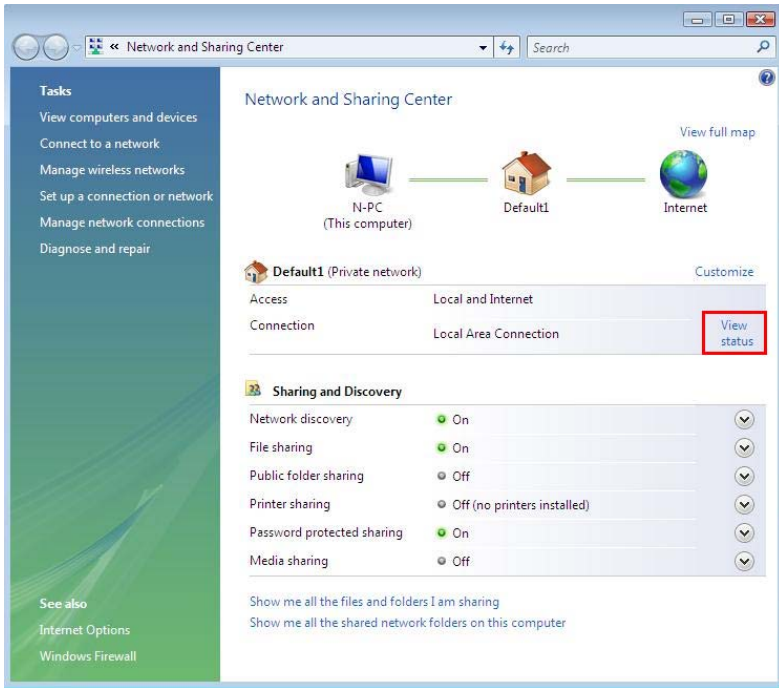 « Network and Sharing Center
Search
Tasks
View computers and devices
Connect to a network
Manage wireless networks
Set up a connection or network
Manage network connections
Diagnose and repair
See also
Internet Options
Windows Firewall
Network and Sharing Center
View full map
N-PC
(This computer)
Default1
Internet
Default1 (Private network)
Customize
Access
Local and Internet
Connection
Local Area Connection
View
status
Sharing and Discovery
Network discovery
On
File sharing
On
Public folder sharing
Off
Printer sharing
Off (no printers installed)
Password protected sharing
On
Media sharing
Off
Show me all the files and folders I am sharing
Show me all the shared network folders on this computer